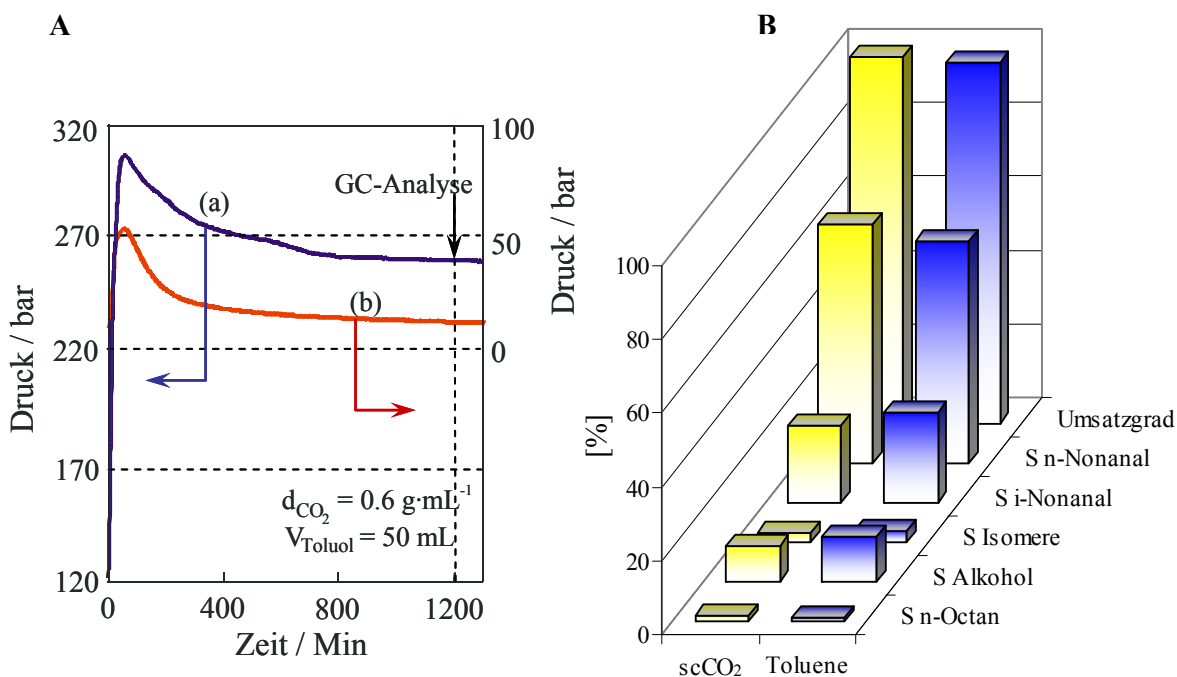 A
B
320
270
220
170
120
Druck / bar
100
50
0
Druck / bar
GC-Analyse
(a)
(b)
d_CO₂ = 0.6 g·mL⁻¹
V_Toluol = 50 mL
0
400
800
1200
Zeit / Min
100
80
60
40
20
0
[%]
Umsatzgrad
S n-Nonanal
S i-Nonanal
S Isomere
S Alkohol
S n-Octan
scCO₂
Toluene